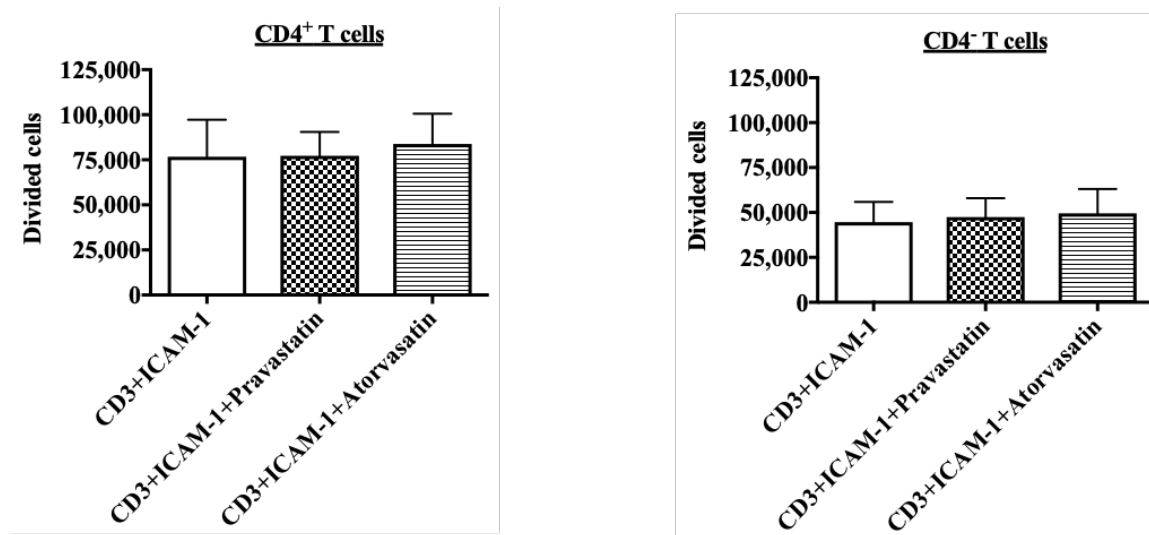 CD4+ T cells
125,000
100,000
75,000
50,000
25,000
0
Divided cells
CD3+ICAM-1
CD3+ICAM-1+Pravastatin
CD3+ICAM-1+Atorvasatin
CD4- T cells
125,000
100,000
75,000
50,000
25,000
0
Divided cells
CD3+ICAM-1
CD3+ICAM-1+Pravastatin
CD3+ICAM-1+Atorvasatin